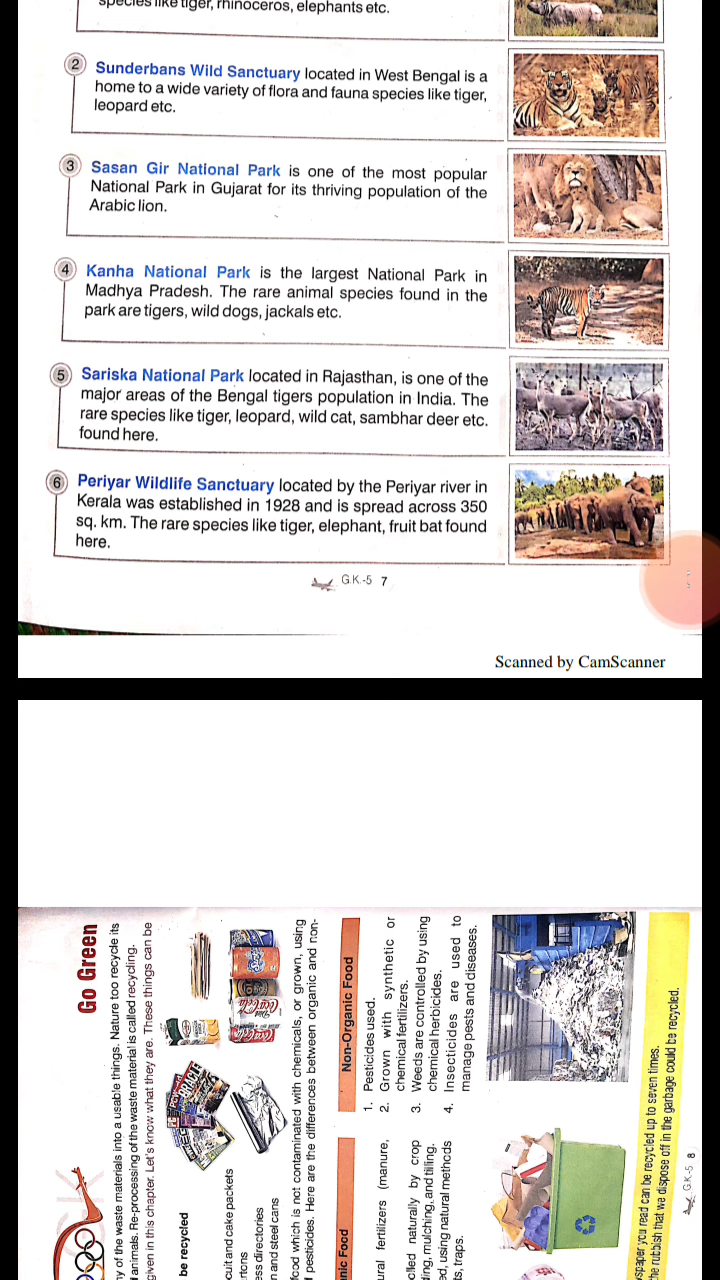 species like tiger, rhinoceros, elephants etc.
2 Sunderbans Wild Sanctuary located in West Bengal is a
home to a wide variety of flora and fauna species like tiger,
leopard etc.
3 Sasan Gir National Park is one of the most popular
National Park in Gujarat for its thriving population of the
Arabic lion.
4 Kanha National Park is the largest National Park in
Madhya Pradesh. The rare animal species found in the
park are tigers, wild dogs, jackals etc.
5 Sariska National Park located in Rajasthan, is one of the
major areas of the Bengal tigers population in India. The
rare species like tiger, leopard, wild cat, sambhar deer etc.
found here.
6 Periyar Wildlife Sanctuary located by the Periyar river in
Kerala was established in 1928 and is spread across 350
sq. km. The rare species like tiger, elephant, fruit bat found
here.
G.K.-5 7
Scanned by CamScanner
Go Green
of the waste materials into a usable things. Nature too recycle its
animals. Re-processing of the waste material is called recycling.
given in this chapter. Let's know what they are. These things can be
be recycled
cuit and cake packets
rtons
ss directories
n and steel cans
food which is not contaminated with chemicals, or grown, using
pesticides. Here are the differences between organic and non-
nic Food
ural fertilizers (manure,
olled naturally by crop
ding, mulching, and tilling.
ed, using natural methods
ts, traps.
Non-Organic Food
1. Pesticides used.
2. Grown with synthetic or
chemical fertilizers.
3. Weeds are controlled by using
chemical herbicides.
4. Insecticides are used to
manage pests and diseases.
spaper you read can be recycled up to seven times.
he rubbish that we dispose off in the garbage could be recycled.
G.K.-5 8